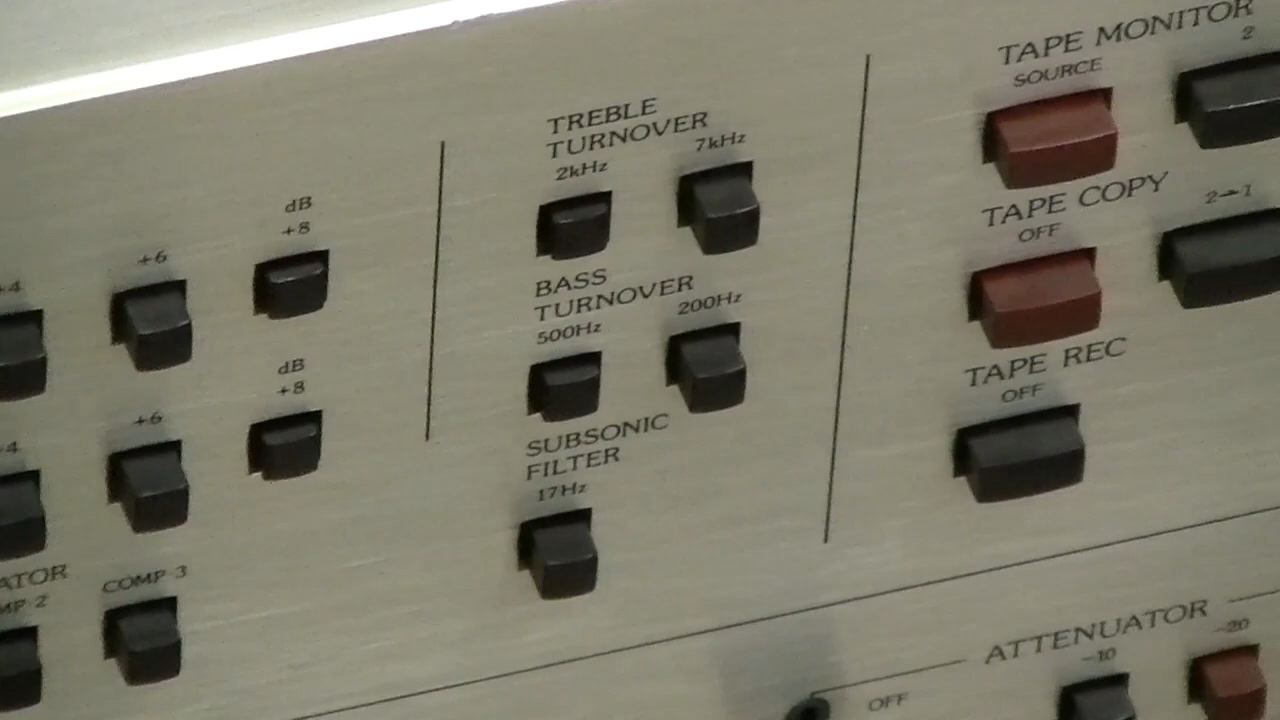 TAPE MONITOR
SOURCE
2
TREBLE
TURNOVER
2kHz
7kHz
TAPE COPY
OFF
2→1
dB
+8
+6
+4
BASS
TURNOVER
500Hz
200Hz
TAPE REC
OFF
dB
+8
+6
SUBSONIC
FILTER
17Hz
COMP 3
ATTENUATOR
-10
-20
OFF